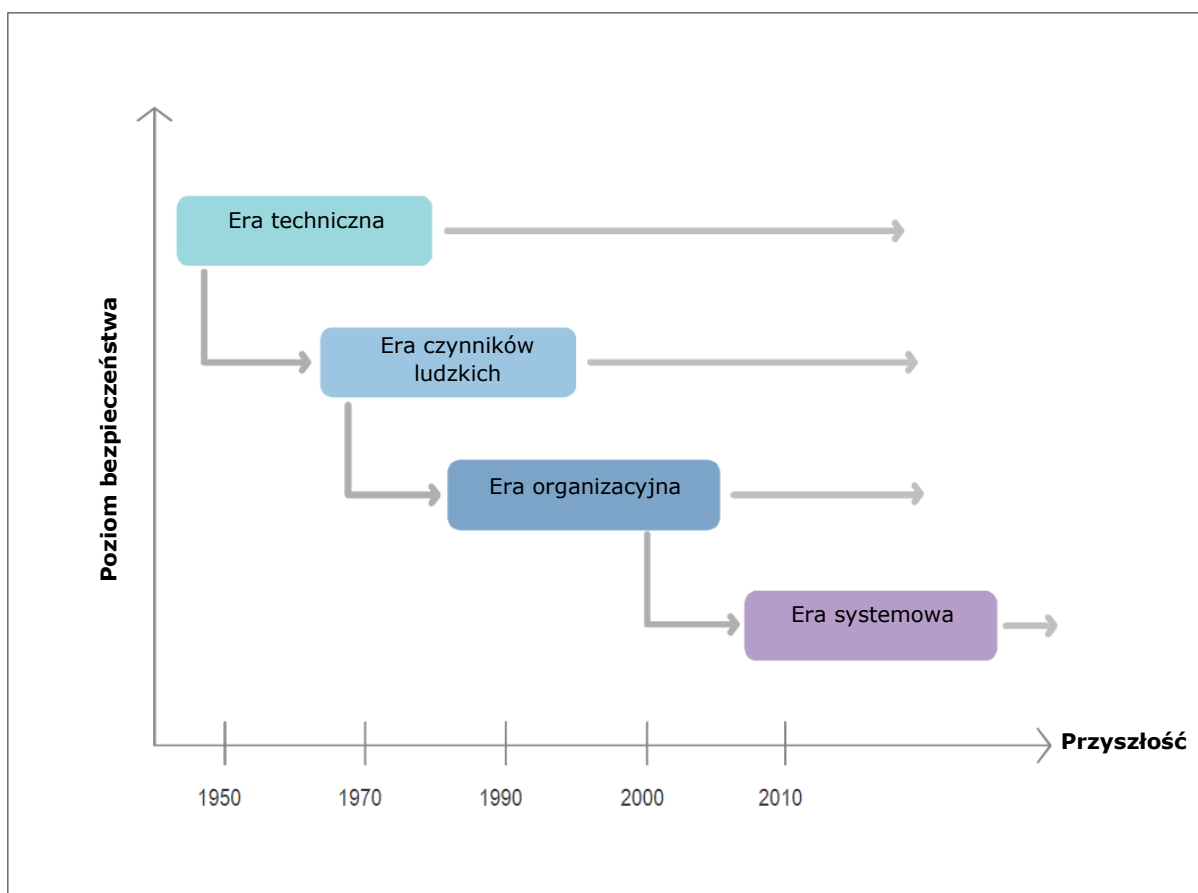 Era techniczna
Era czynników
ludzkich
Era organizacyjna
Era systemowa
Poziom bezpieczeństwa
Przyszłość
1950
1970
1990
2000
2010